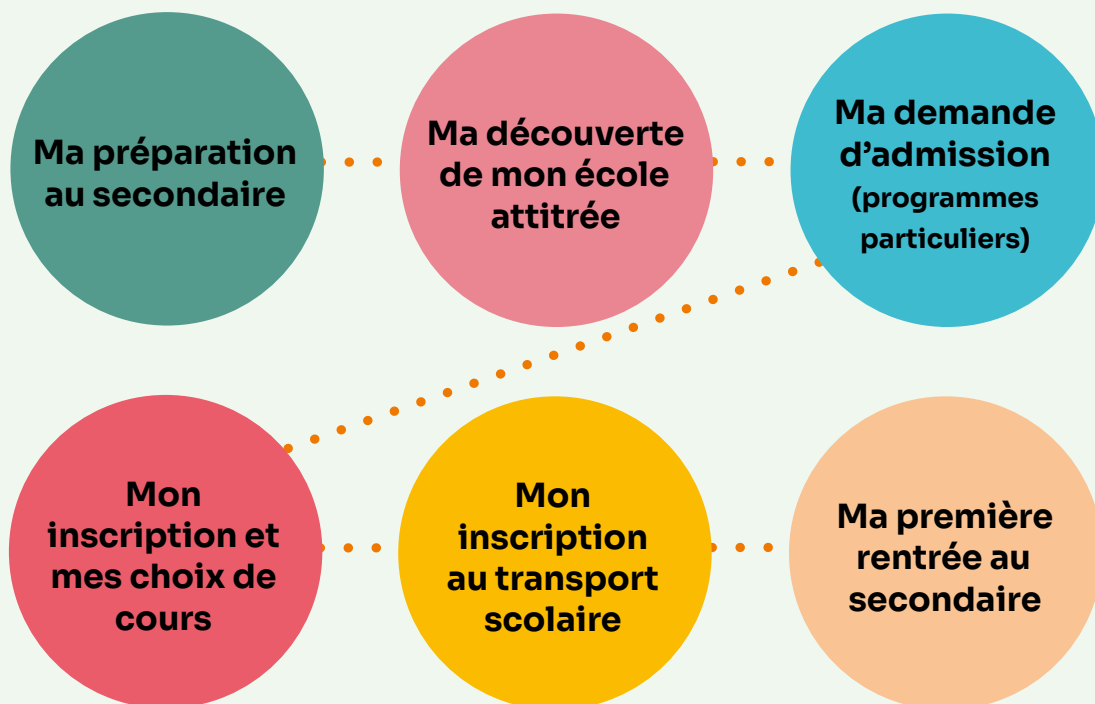 Ma préparation
au secondaire
Ma découverte
de mon école
attitrée
Ma demande
d’admission
(programmes
particuliers)
Mon
inscription et
mes choix de
cours
Mon
inscription
au transport
scolaire
Ma première
rentrée au
secondaire